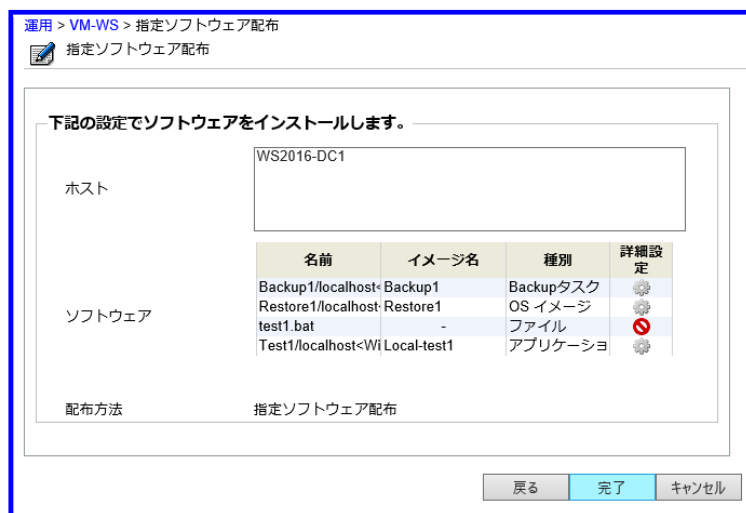 運用 > VM-WS > 指定ソフトウェア配布
指定ソフトウェア配布
下記の設定でソフトウェアをインストールします。
ホスト
WS2016-DC1
ソフトウェア
名前 イメージ名 種別 詳細設定
Backup1/localhost< Backup1 Backupタスク
Restore1/localhost Restore1 OS イメージ
test1.bat - ファイル
Test1/localhost<Wi Local-test1 アプリケーショ
配布方法 指定ソフトウェア配布
戻る 完了 キャンセル